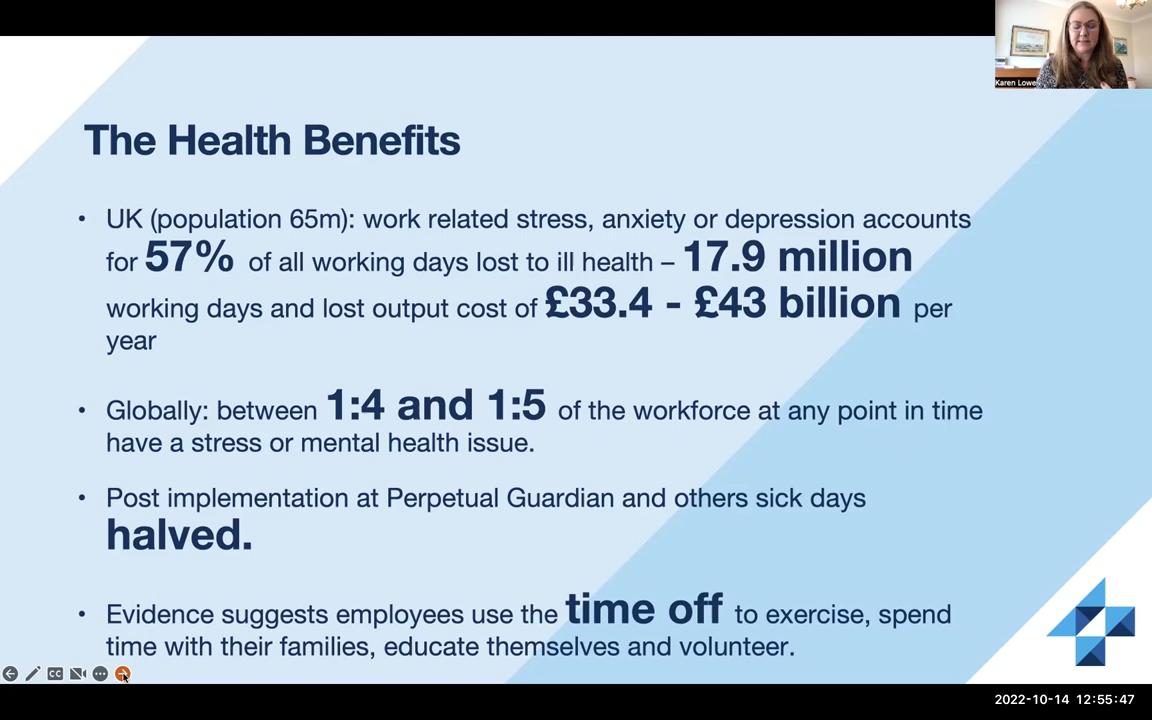 Karen Lowe
The Health Benefits
• UK (population 65m): work related stress, anxiety or depression accounts
for 57% of all working days lost to ill health – 17.9 million
working days and lost output cost of £33.4 - £43 billion per
year
• Globally: between 1:4 and 1:5 of the workforce at any point in time
have a stress or mental health issue.
• Post implementation at Perpetual Guardian and others sick days
halved.
• Evidence suggests employees use the time off to exercise, spend
time with their families, educate themselves and volunteer.
CC
2022-10-14 12:55:47